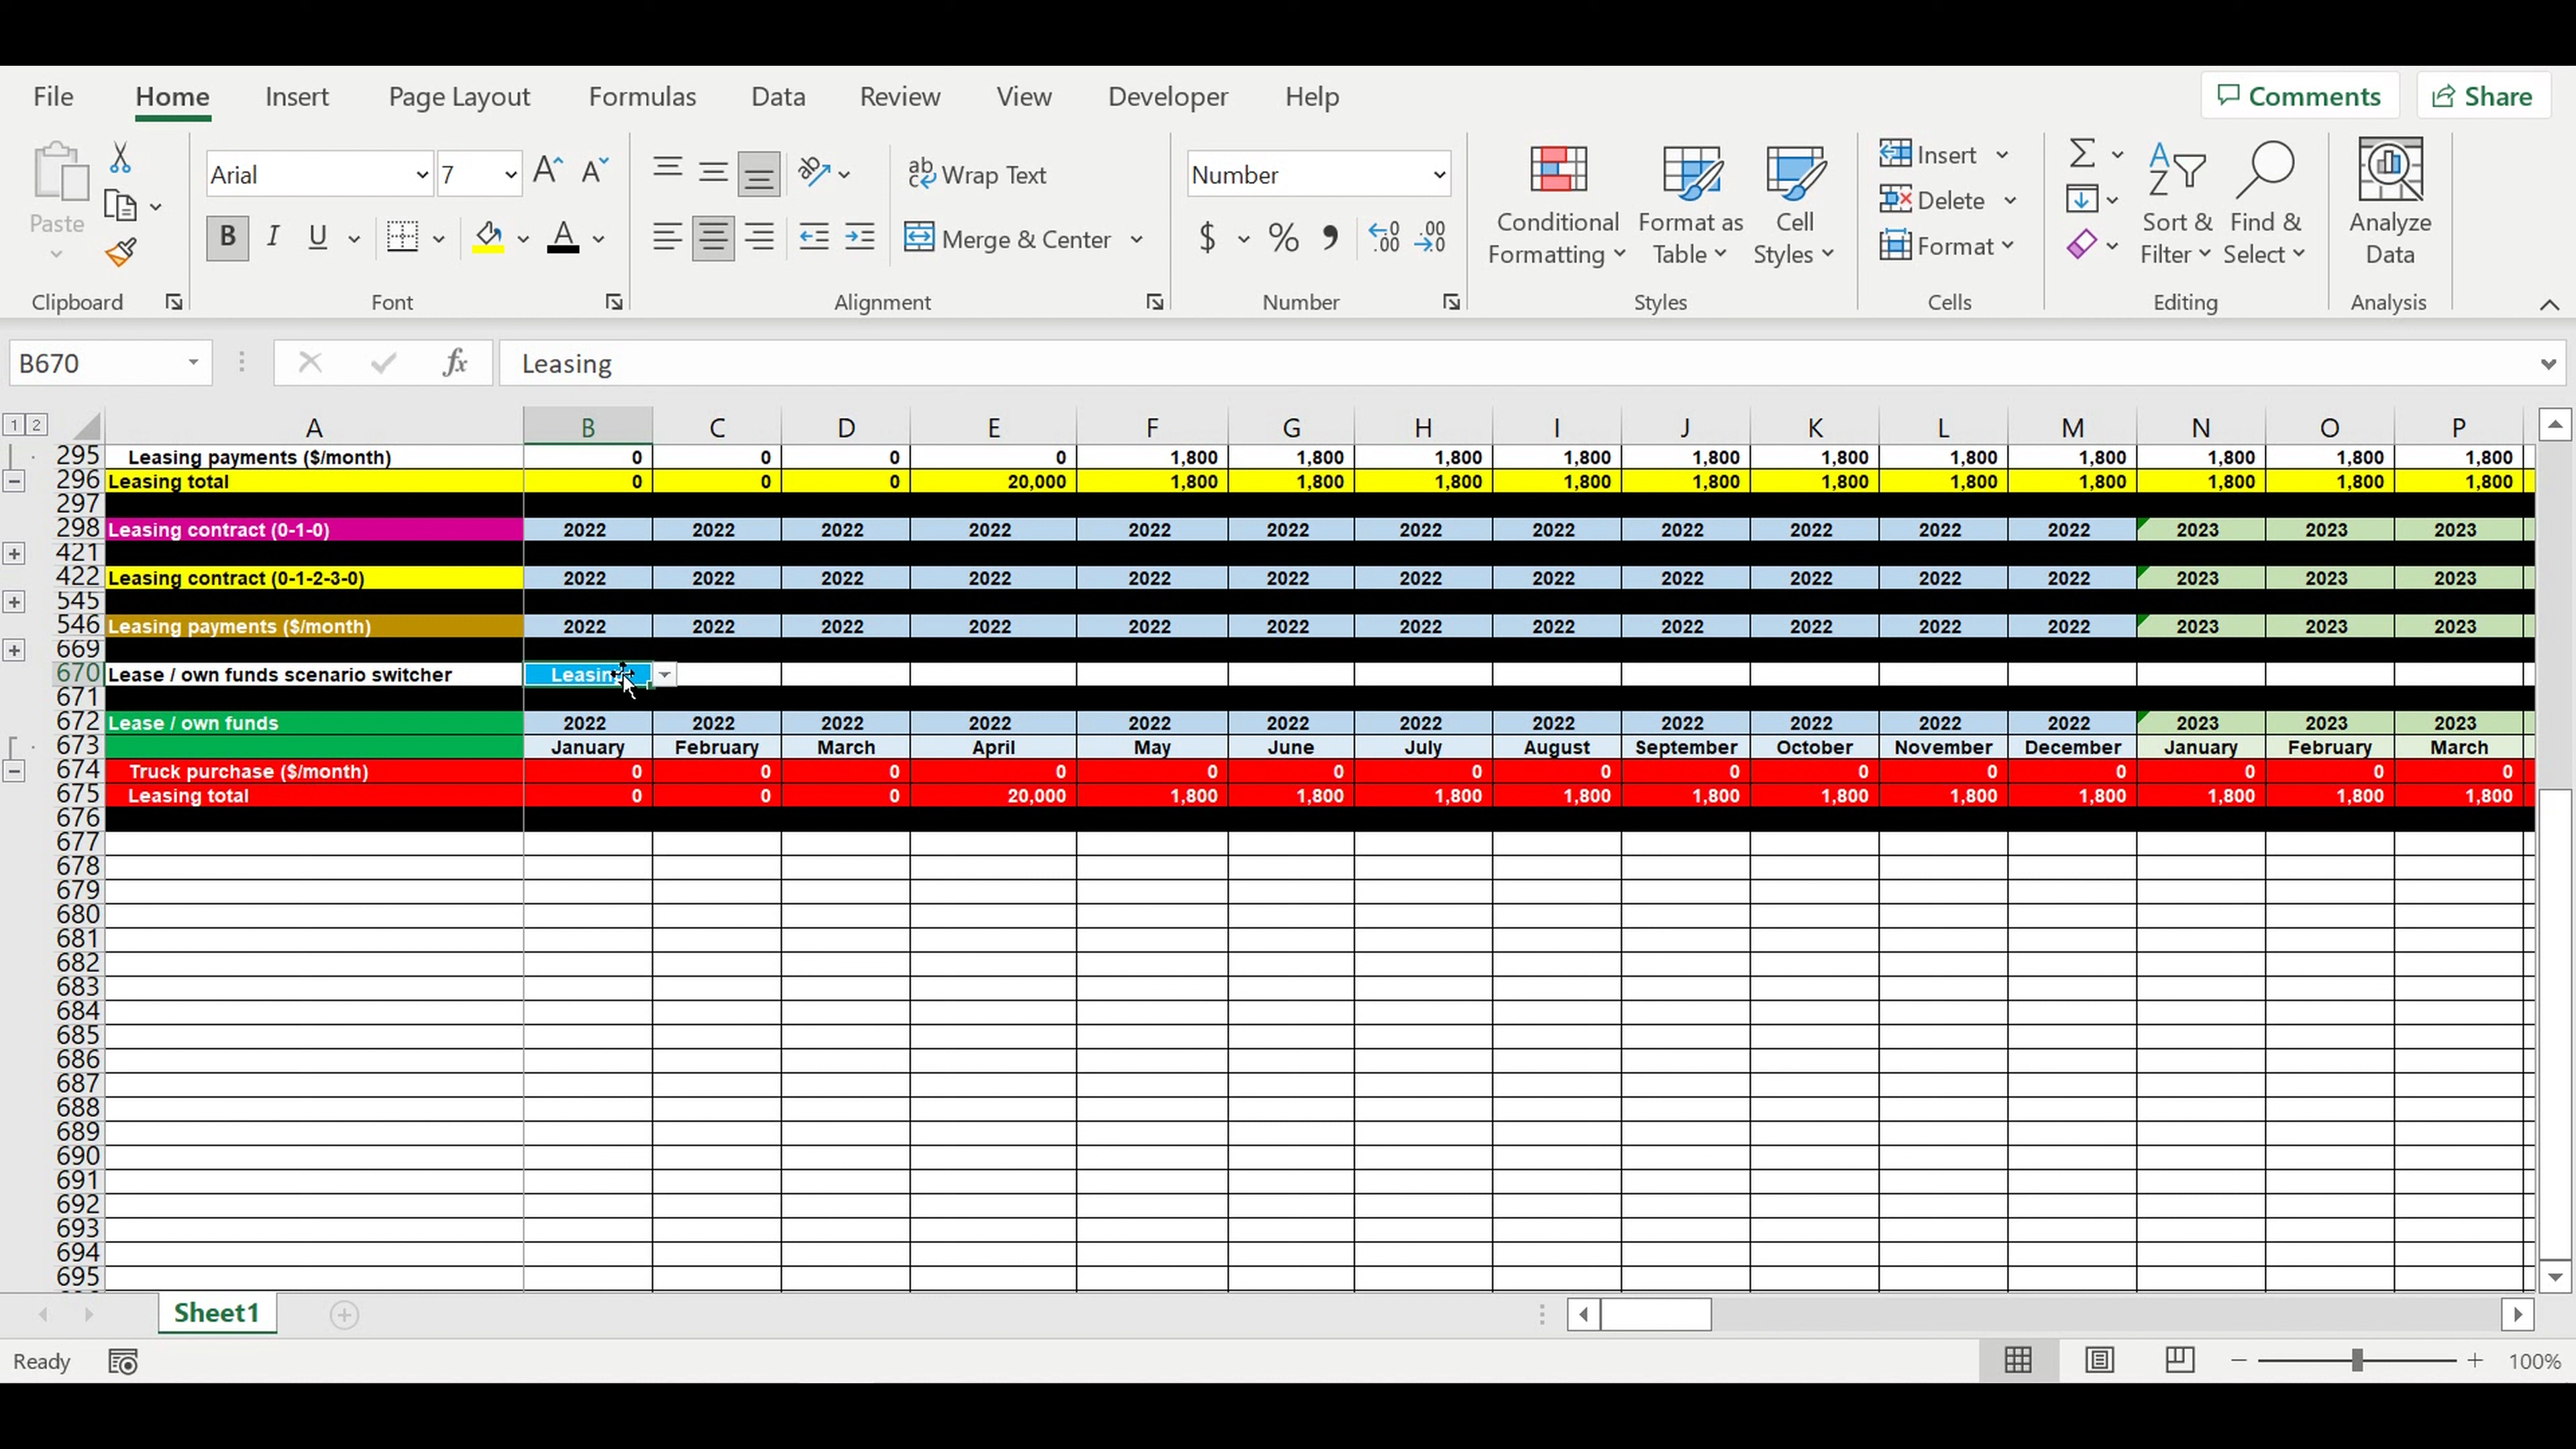 File Home Insert Page Layout Formulas Data Review View Developer Help Comments Share
Paste
Clipboard
Arial 7
B I U A
Font
Wrap Text
Merge & Center
Alignment
Number
$ %
Number
Conditional Formatting
Format as Table
Cell Styles
Styles
Insert
Delete
Format
Cells
Sort & Filter
Find & Select
Editing
Analyze Data
Analysis
B670 fx Leasing
1 2 A B C D E F G H I J K L M N O P
295 Leasing payments ($/month) 0 0 0 0 1,800 1,800 1,800 1,800 1,800 1,800 1,800 1,800 1,800 1,800 1,800
296 Leasing total 0 0 0 20,000 1,800 1,800 1,800 1,800 1,800 1,800 1,800 1,800 1,800 1,800 1,800
297
298 Leasing contract (0-1-0) 2022 2022 2022 2022 2022 2022 2022 2022 2022 2022 2022 2022 2023 2023 2023
421
422 Leasing contract (0-1-2-3-0) 2022 2022 2022 2022 2022 2022 2022 2022 2022 2022 2022 2022 2023 2023 2023
545
546 Leasing payments ($/month) 2022 2022 2022 2022 2022 2022 2022 2022 2022 2022 2022 2022 2023 2023 2023
669
670 Lease / own funds scenario switcher Leasing
671
672 Lease / own funds 2022 2022 2022 2022 2022 2022 2022 2022 2022 2022 2022 2022 2023 2023 2023
673 January February March April May June July August September October November December January February March
674 Truck purchase ($/month) 0 0 0 0 0 0 0 0 0 0 0 0 0 0 0
675 Leasing total 0 0 0 20,000 1,800 1,800 1,800 1,800 1,800 1,800 1,800 1,800 1,800 1,800 1,800
676
677
678
679
680
681
682
683
684
685
686
687
688
689
690
691
692
693
694
695
Sheet1
Ready 100%